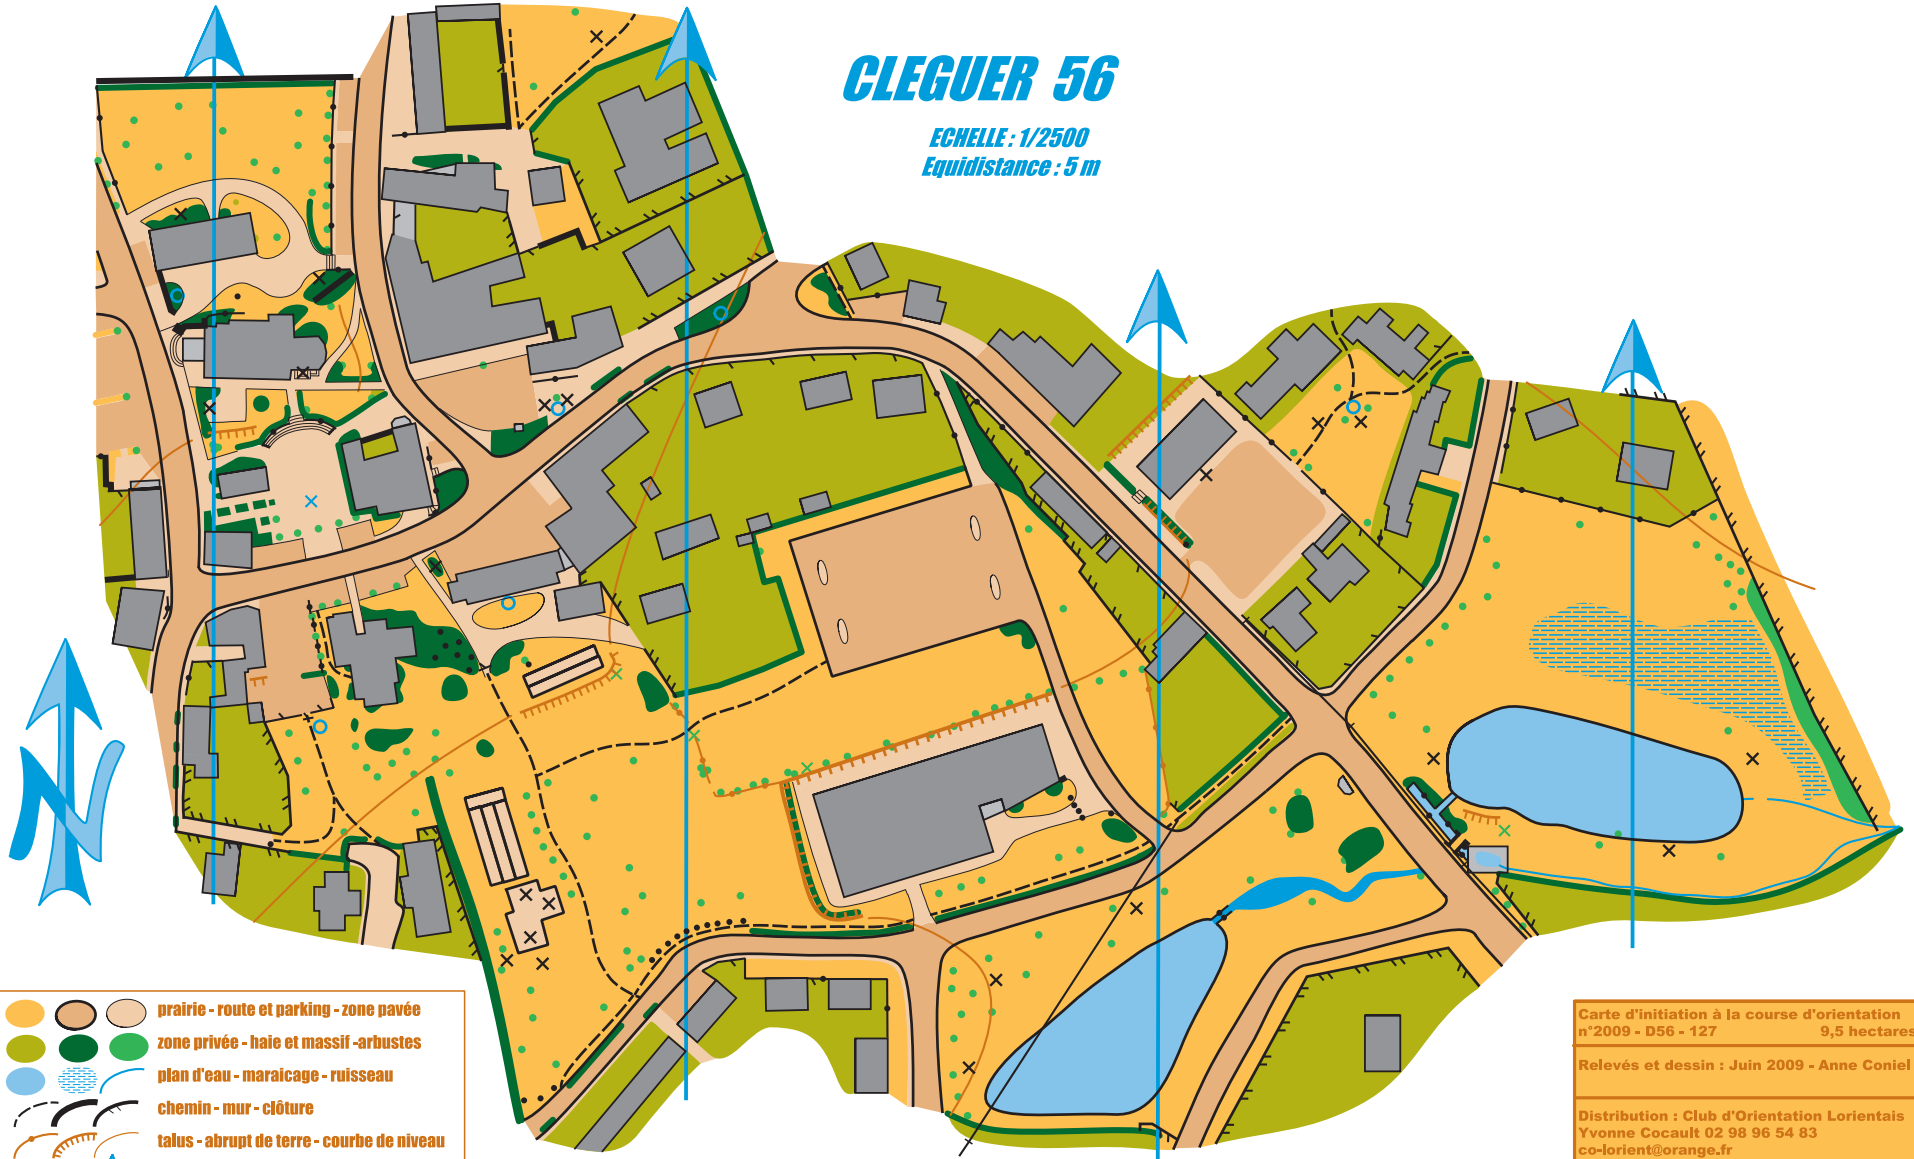 CLEGUER 56
ECHELLE : 1/2500
Equidistance : 5 m
N
prairie - route et parking - zone pavée
zone privée - haie et massif -arbustes
plan d'eau - maraicage - ruisseau
chemin - mur - clôture
talus - abrupt de terre - courbe de niveau
Carte d'initiation à la course d'orientation
n°2009 - D56 - 127 9,5 hectares
Relevés et dessin : Juin 2009 - Anne Coniel
Distribution : Club d'Orientation Lorientais
Yvonne Cocault 02 98 96 54 83
co-lorient@orange.fr